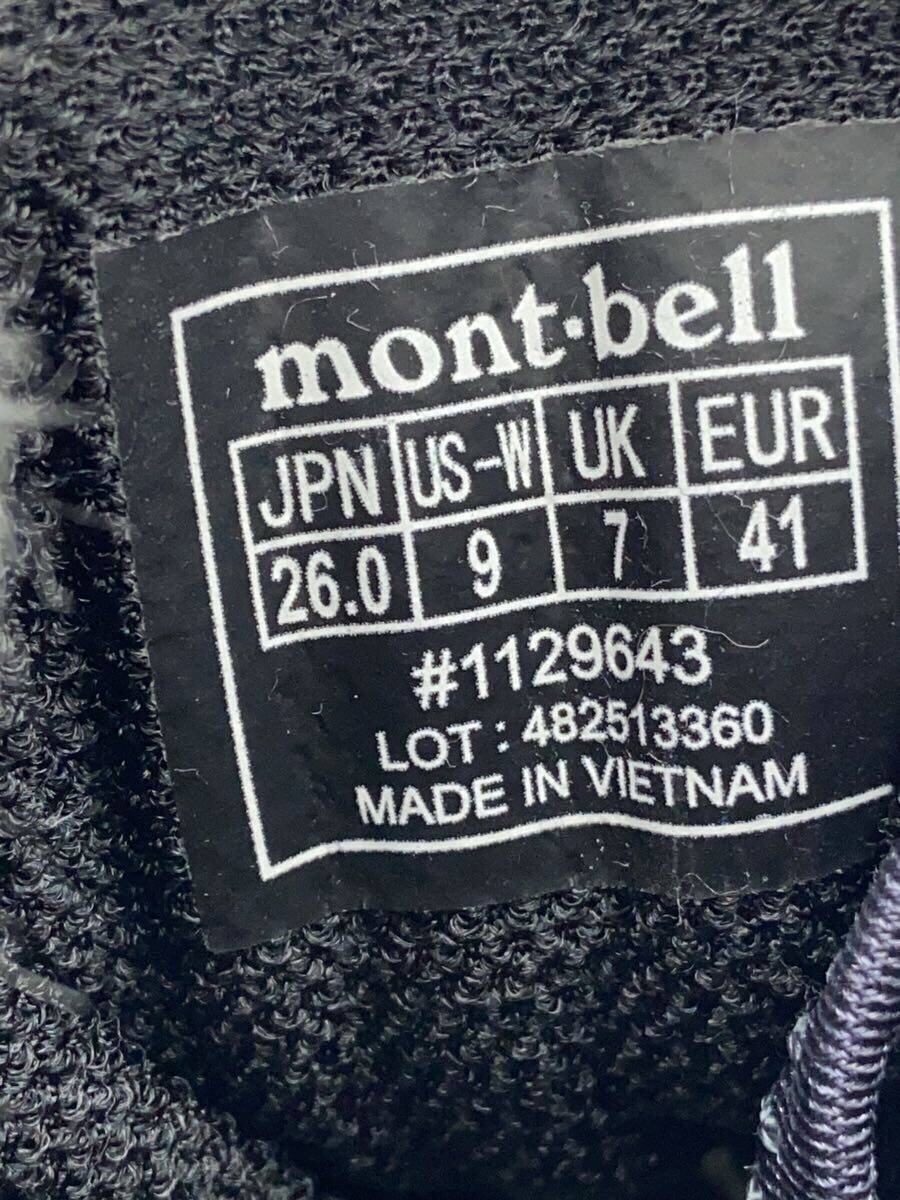 mont-bell
JPN US-W UK EUR
26.0 9 7 41
#1129643
LOT : 482513360
MADE IN VIETNAM